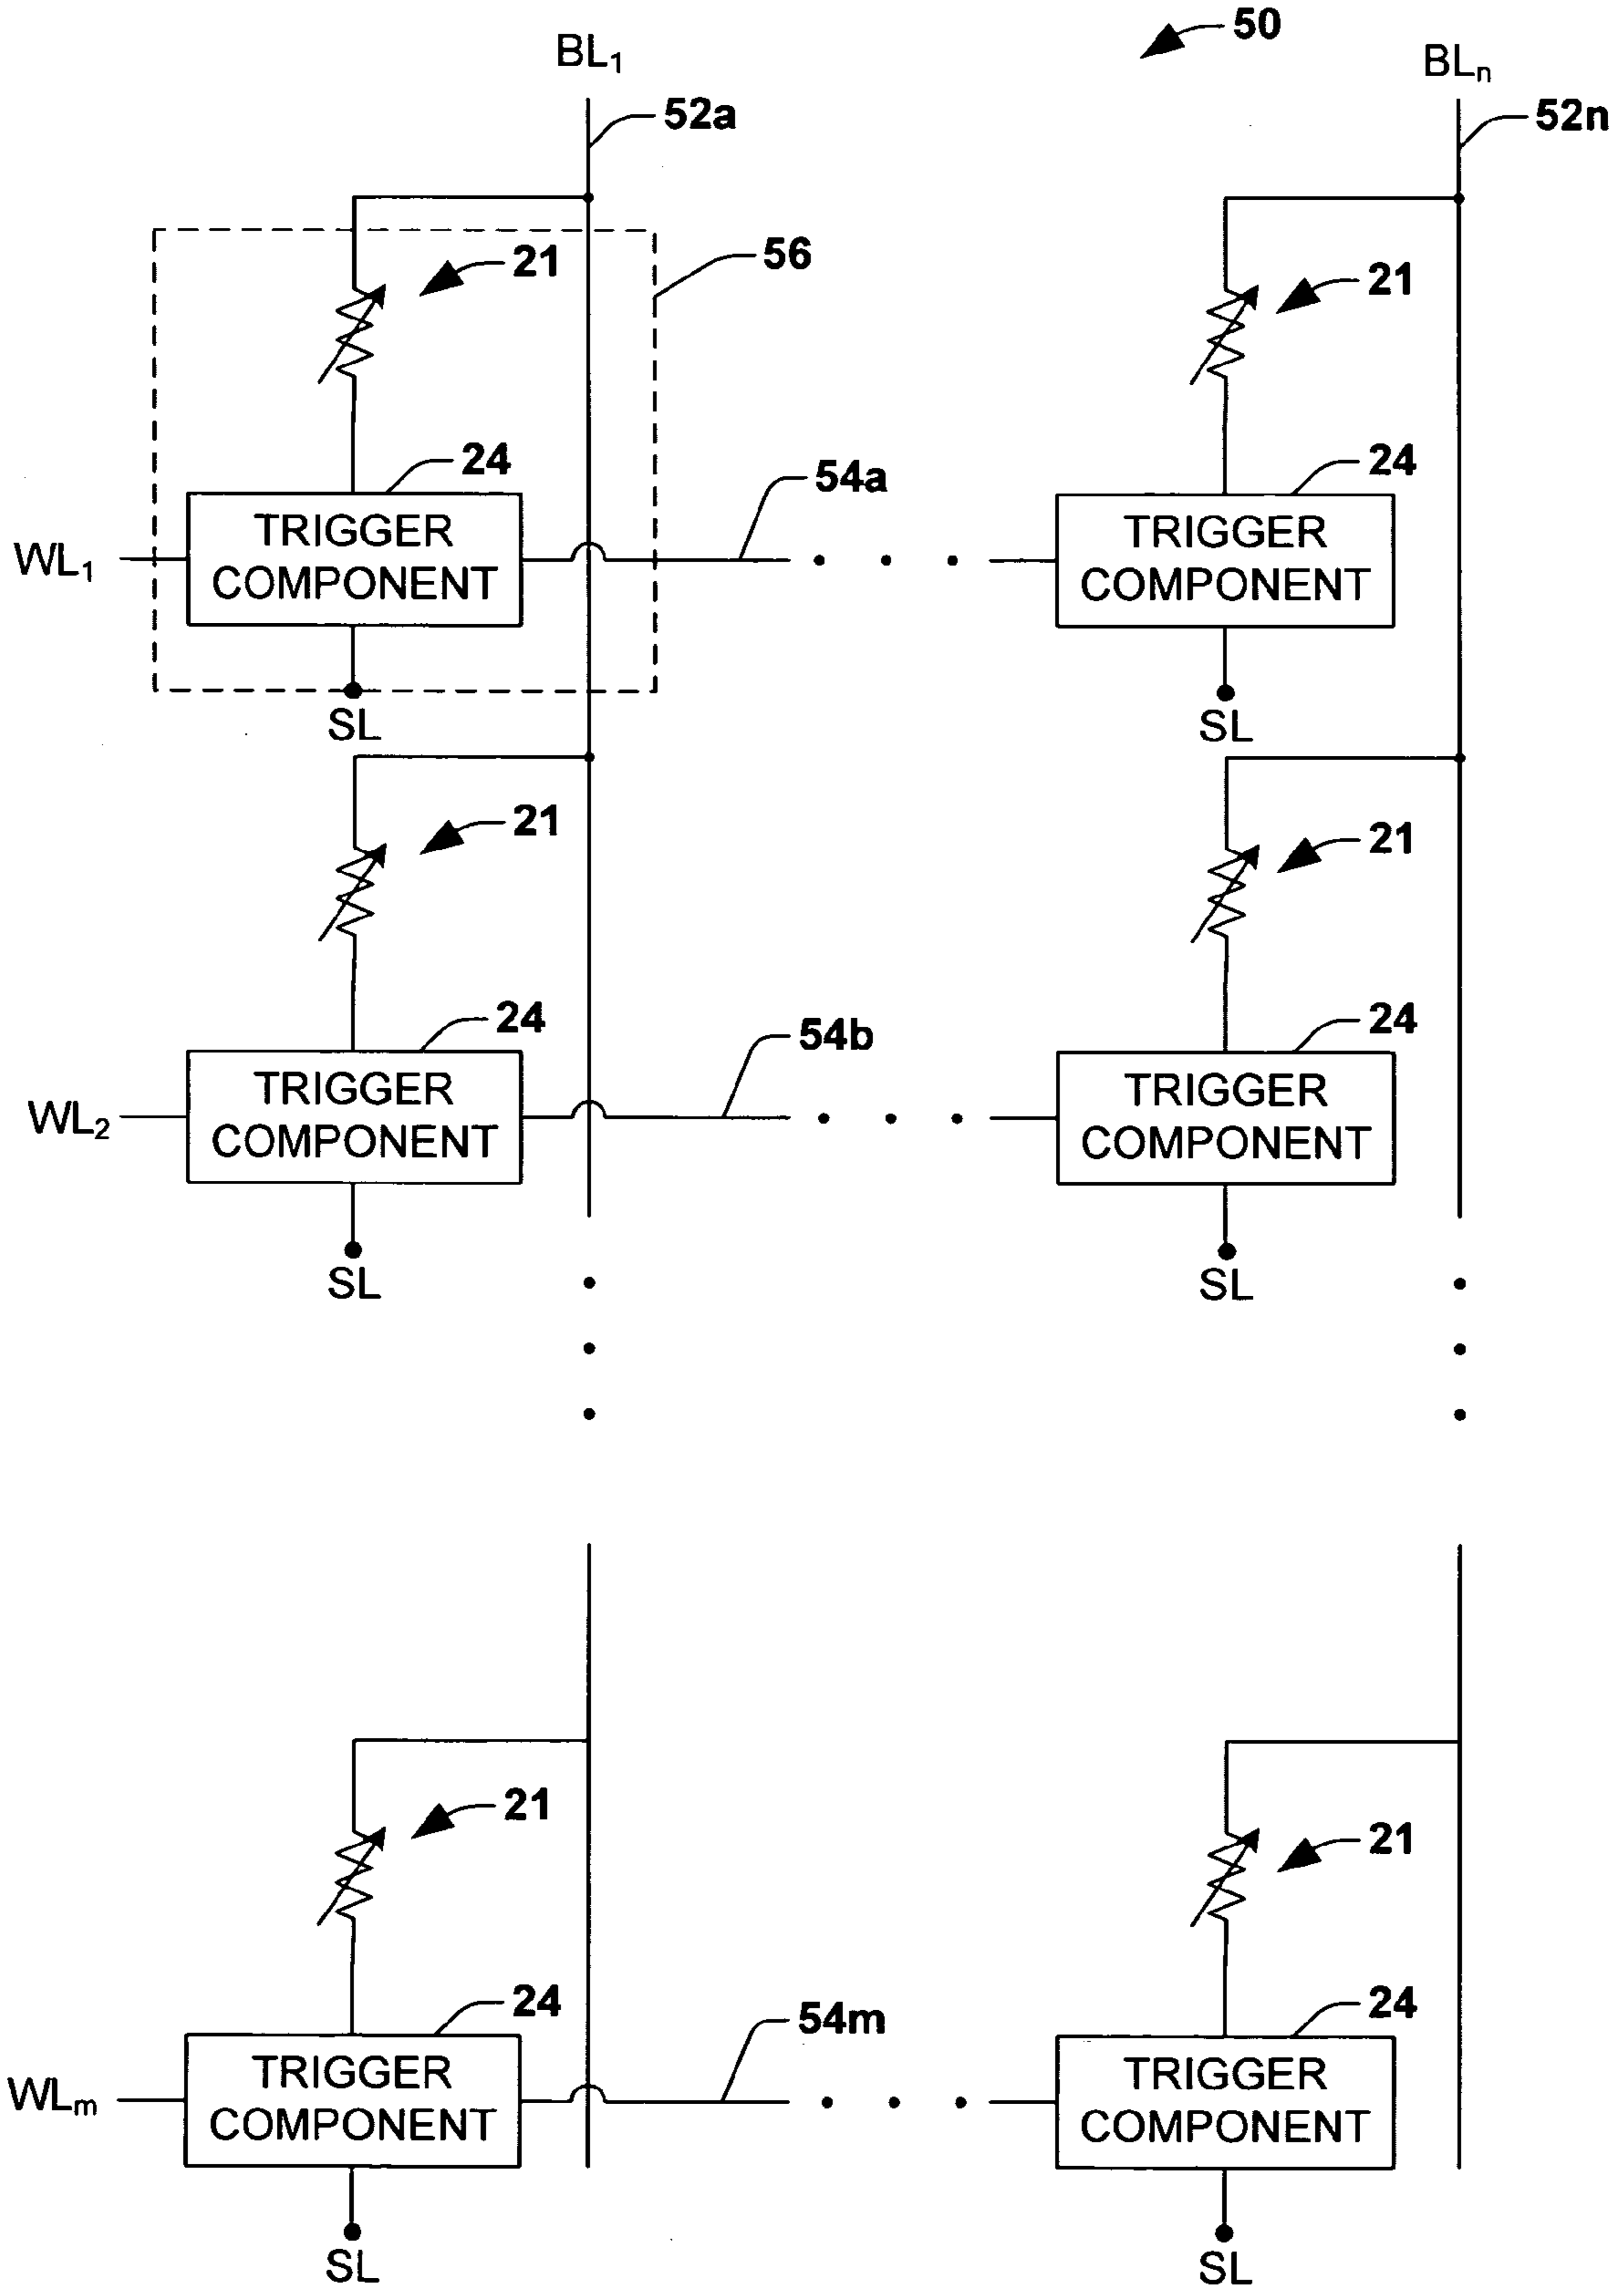 50
BL1
BLn
52a
52n
21
56
21
24
24
54a
WL1
TRIGGER
COMPONENT
TRIGGER
COMPONENT
SL
SL
21
21
24
24
54b
WL2
TRIGGER
COMPONENT
TRIGGER
COMPONENT
SL
SL
21
21
24
24
54m
WLm
TRIGGER
COMPONENT
TRIGGER
COMPONENT
SL
SL